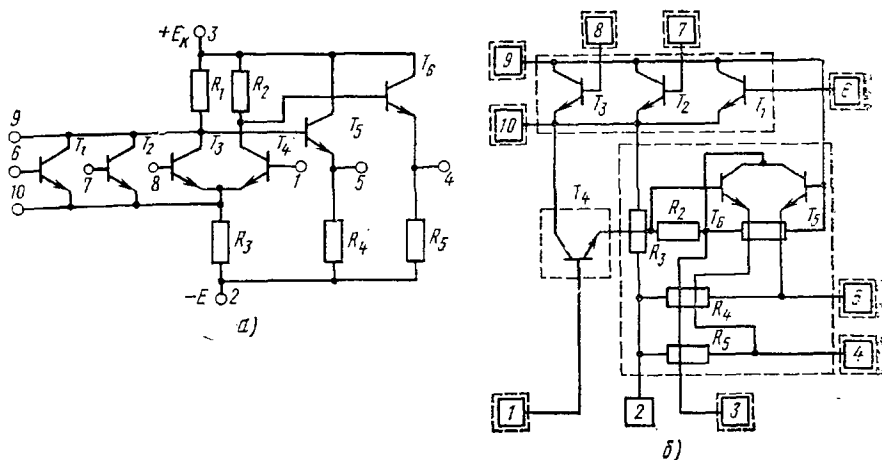 +Eк 3
R₁
R₂
T₆
9
T₁
T₂
T₃
T₄
T₅
6
7
8
1
5
4
10
R₃
R₄
R₅
-E 2
а)
8
7
9
T₃
T₂
T₁
6
10
T₄
R₂
T₆
T₅
R₃
R₄
5
R₅
4
1
2
3
б)